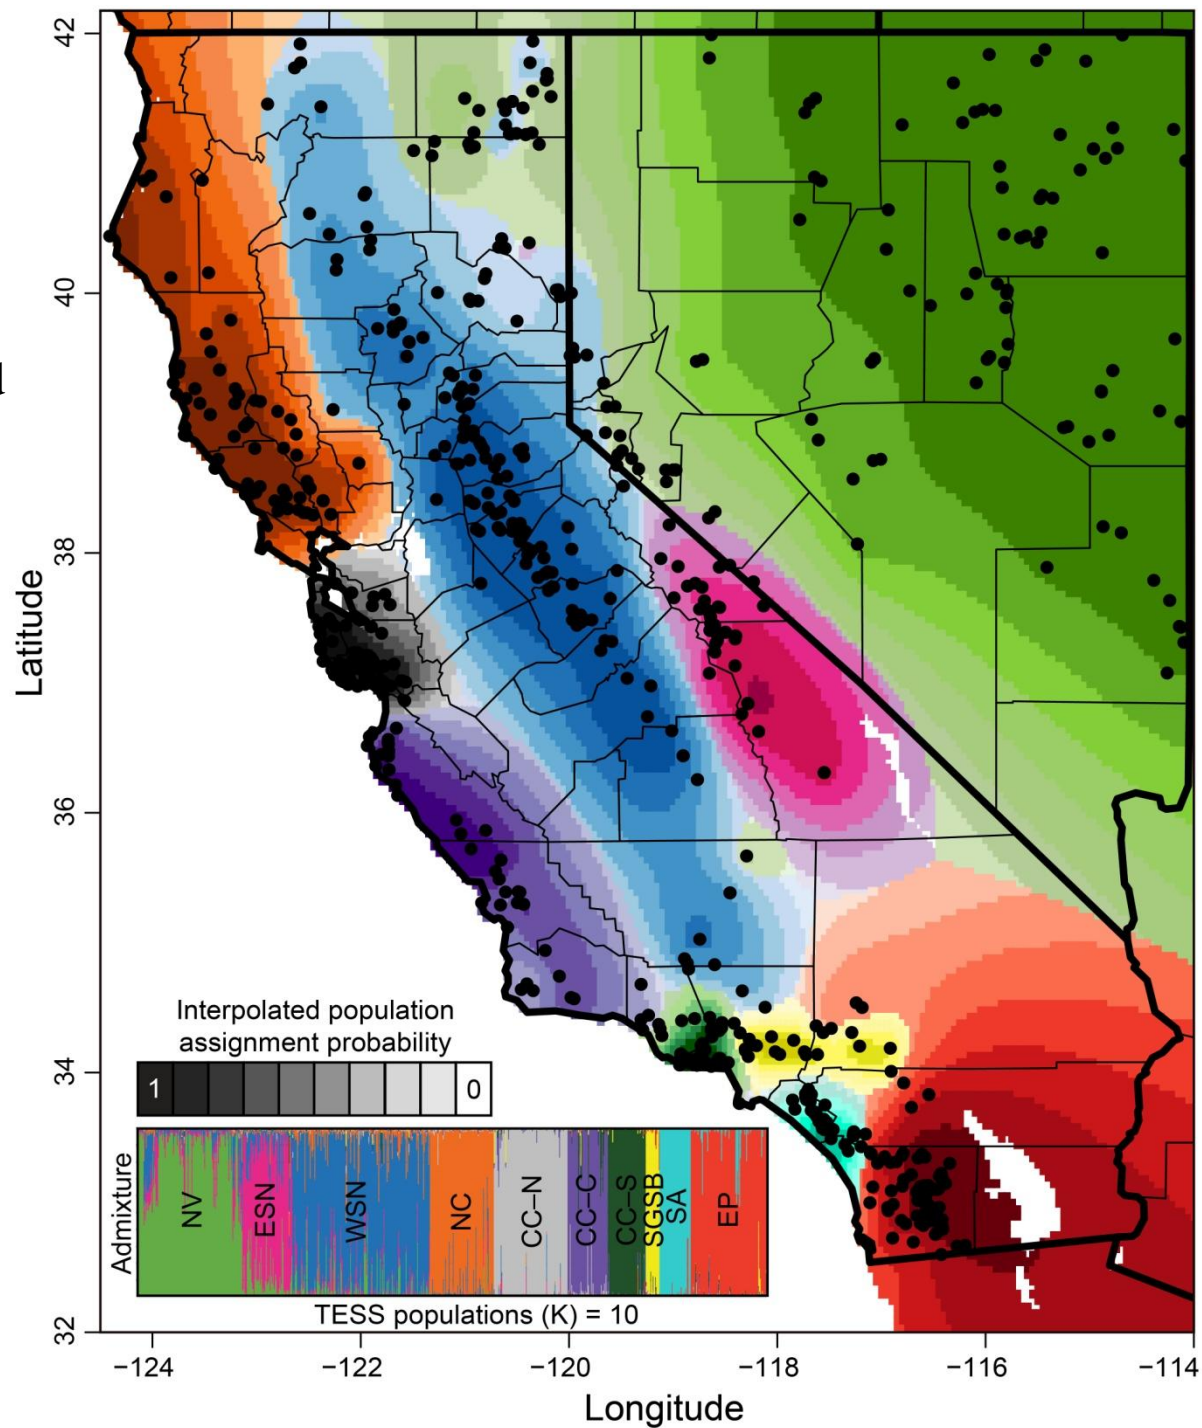 42
40
d
38
Latitude
36
34
32
Interpolated population
assignment probability
1 0
Admixture
NV ESN WSN NC CC–N CC–C CC–S SGSB SA EP
TESS populations (K) = 10
−124 −122 −120 −118 −116 −114
Longitude